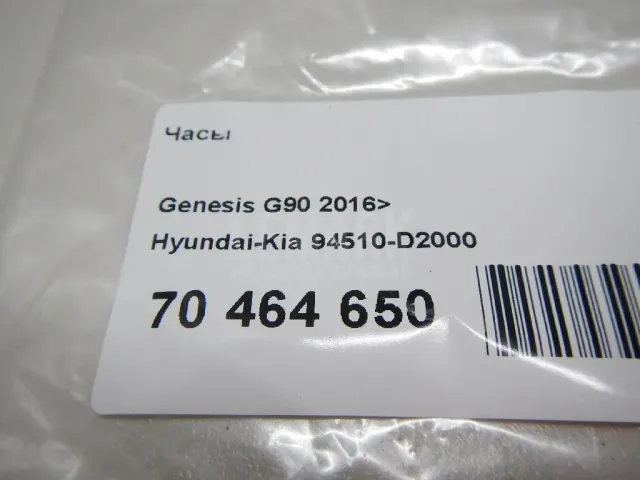 Часы
Genesis G90 2016>
Hyundai-Kia 94510-D2000
70 464 650